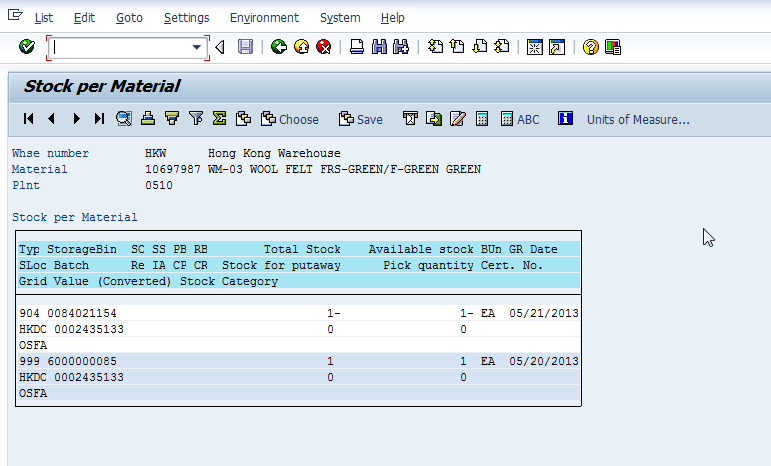 List Edit Goto Settings Environment System Help
Stock per Material
Choose Save ABC Units of Measure...
Whse number HKW Hong Kong Warehouse
Material 10697987 WM-03 WOOL FELT FRS-GREEN/F-GREEN GREEN
Plnt 0510
Stock per Material
Typ StorageBin SC SS PB RB Total Stock Available stock BUn GR Date
SLoc Batch Re IA CP CR Stock for putaway Pick quantity Cert. No.
Grid Value (Converted) Stock Category
904 0084021154 1- 1- EA 05/21/2013
HKDC 0002435133 0 0
OSFA
999 6000000085 1 1 EA 05/20/2013
HKDC 0002435133 0 0
OSFA